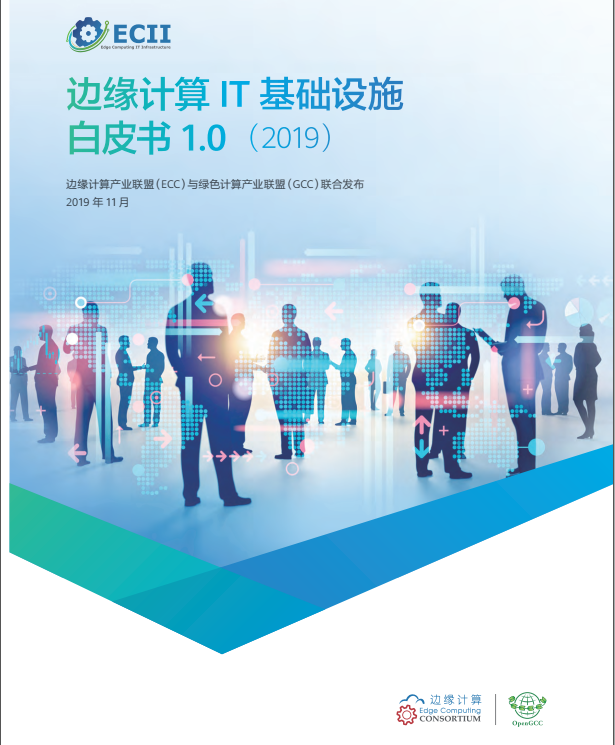 ECII
Edge Computing IT Infrastructure
边缘计算 IT 基础设施
白皮书 1.0（2019）
边缘计算产业联盟（ECC）与绿色计算产业联盟（GCC）联合发布
2019 年 11 月
边缘计算
Edge Computing
CONSORTIUM
OpenGCC